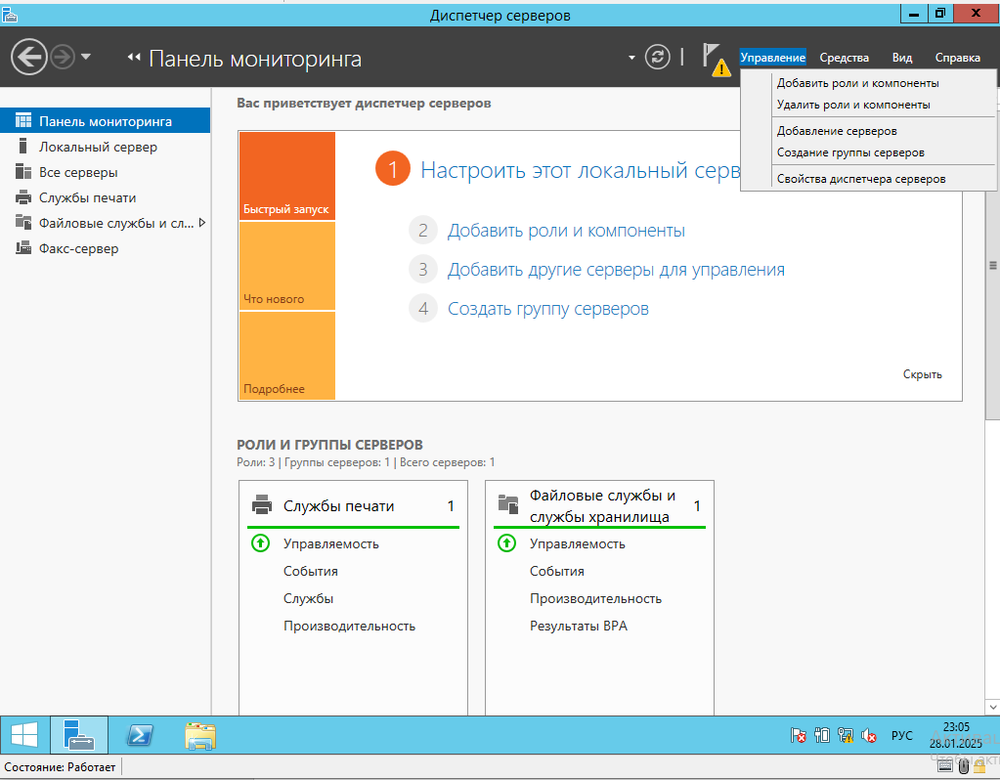 Диспетчер серверов
Панель мониторинга
Управление Средства Вид Справка
Добавить роли и компоненты
Удалить роли и компоненты
Добавление серверов
Создание группы серверов
Свойства диспетчера серверов
Панель мониторинга
Локальный сервер
Все серверы
Службы печати
Файловые службы и сл...
Факс-сервер
Вас приветствует диспетчер серверов
Быстрый запуск
Что нового
Подробнее
1 Настроить этот локальный серв
2 Добавить роли и компоненты
3 Добавить другие серверы для управления
4 Создать группу серверов
Скрыть
РОЛИ И ГРУППЫ СЕРВЕРОВ
Роли: 3 | Группы серверов: 1 | Всего серверов: 1
Службы печати 1
Управляемость
События
Службы
Производительность
Файловые службы и
службы хранилища 1
Управляемость
События
Производительность
Результаты BPA
РУС
23:05
28.01.2025
Состояние: Работает